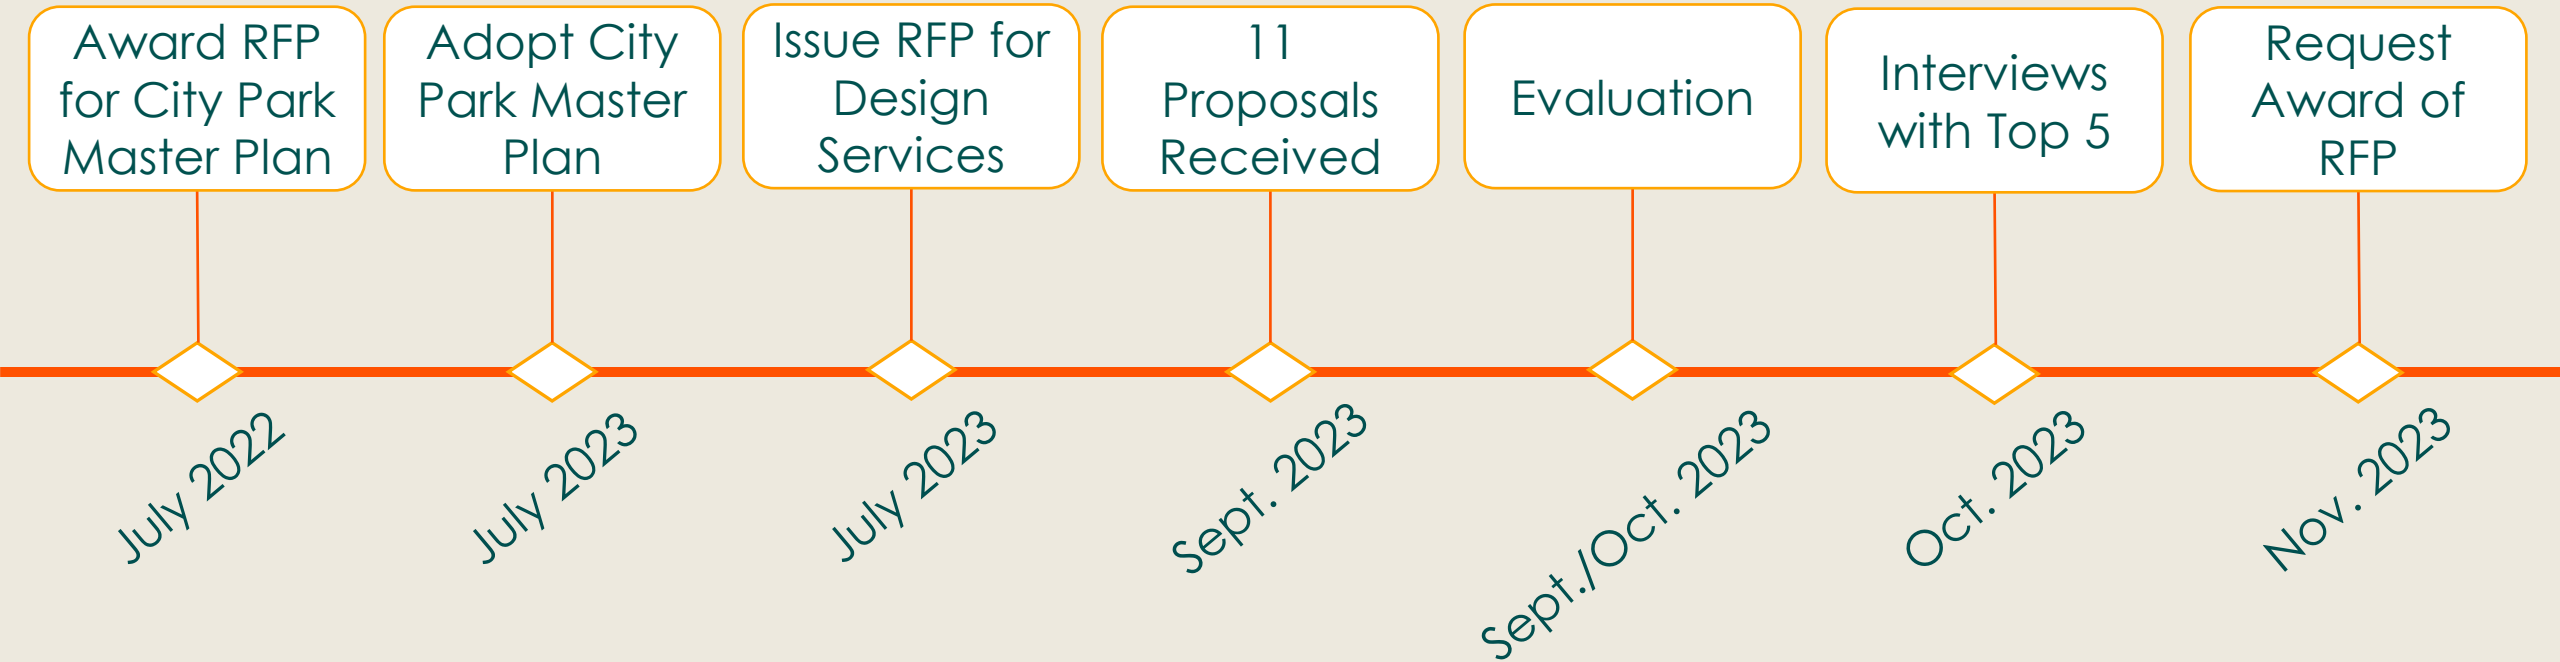 Award RFP
for City Park
Master Plan
Adopt City
Park Master
Plan
Issue RFP for
Design
Services
11
Proposals
Received
Evaluation
Interviews
with Top 5
Request
Award of
RFP
July 2022
July 2023
July 2023
Sept. 2023
Sept./Oct. 2023
Oct. 2023
Nov. 2023